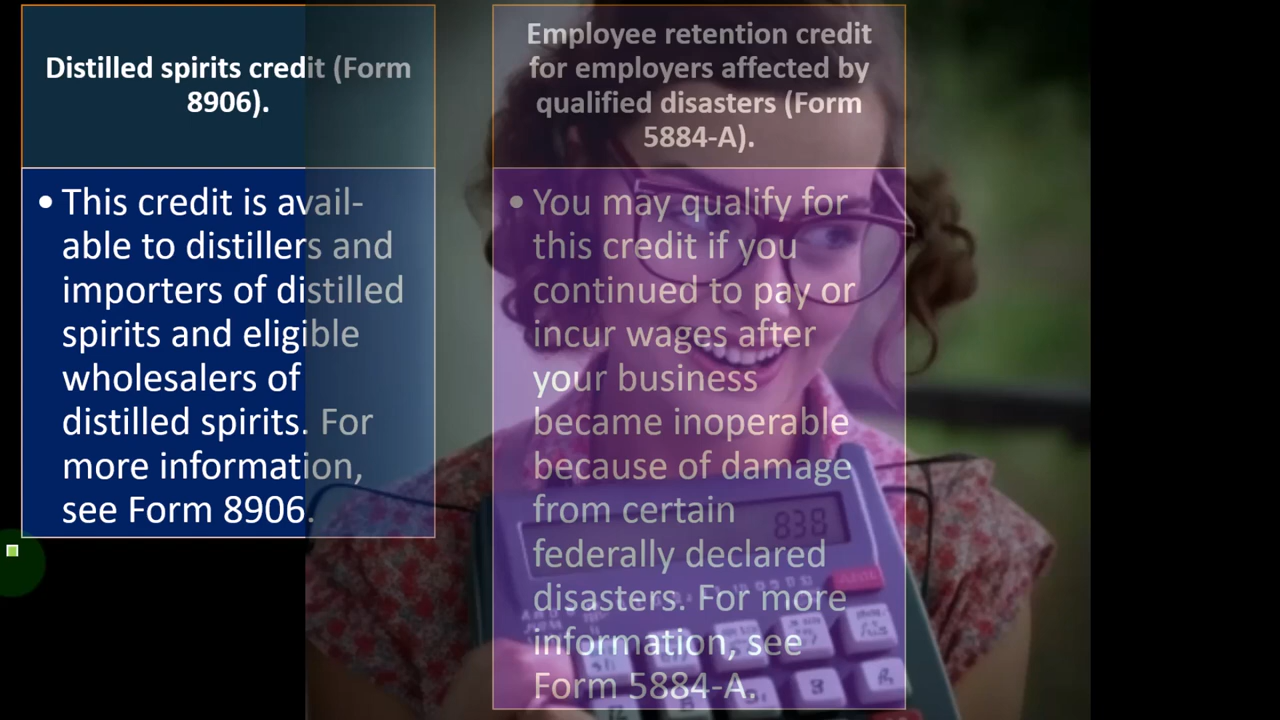 Distilled spirits credit (Form
8906).
• This credit is avail-
able to distillers and
importers of distilled
spirits and eligible
wholesalers of
distilled spirits. For
more information,
see Form 8906.
Employee retention credit
for employers affected by
qualified disasters (Form
5884-A).
• You may qualify for
this credit if you
continued to pay or
incur wages after
your business
became inoperable
because of damage
from certain
federally declared
disasters. For more
information, see
Form 5884-A.
838